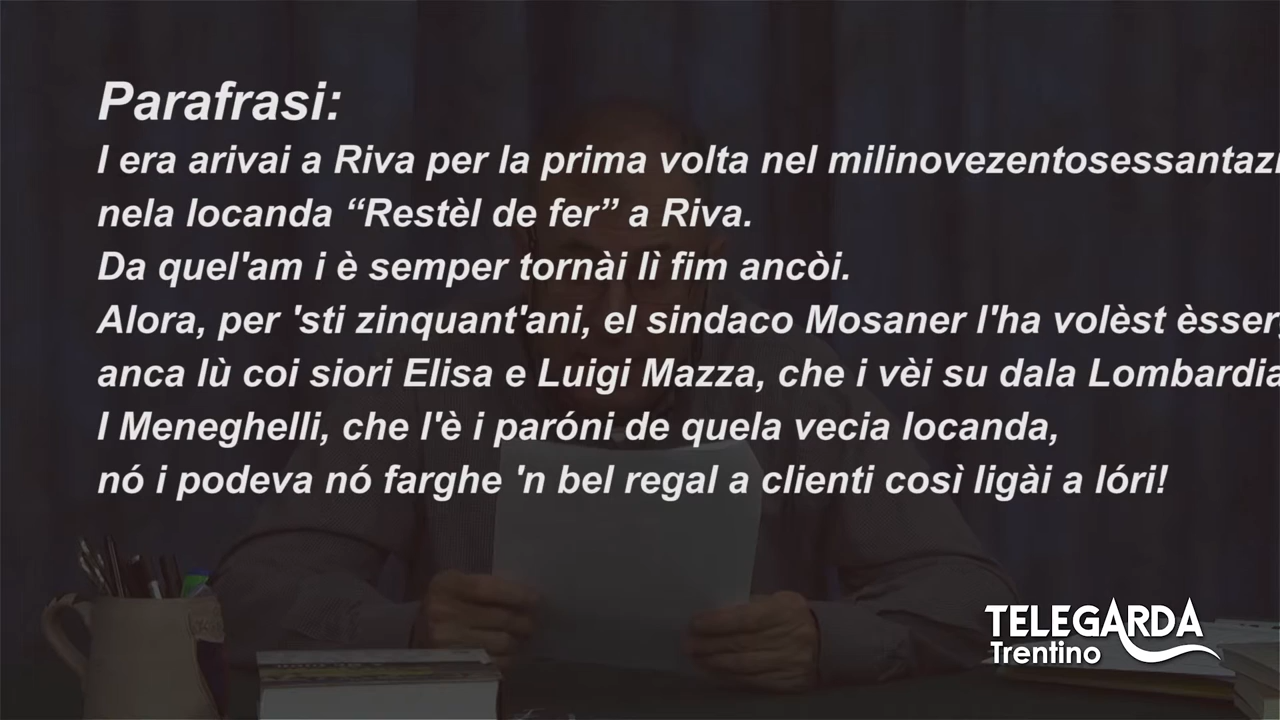 Parafrasi:
I era arivai a Riva per la prima volta nel milinovezentosessantaz
nela locanda “Restèl de fer” a Riva.
Da quel'am i è semper tornài lì fim ancòi.
Alora, per 'sti zinquant'ani, el sindaco Mosaner l'ha volèst èsser,
anca lù coi siori Elisa e Luigi Mazza, che i vèi su dala Lombardia
I Meneghelli, che l'è i paróni de quela vecia locanda,
nó i podeva nó farghe 'n bel regal a clienti così ligài a lóri!
TELEGARDA
Trentino